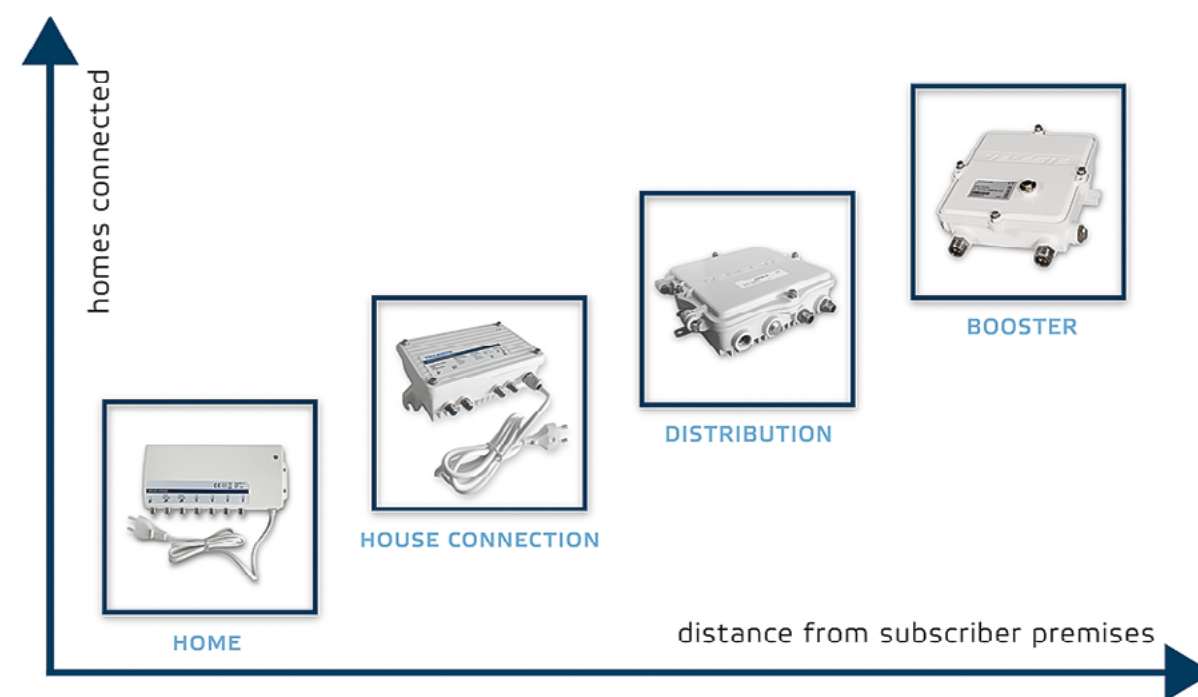 homes connected
BOOSTER
DISTRIBUTION
HOUSE CONNECTION
HOME
distance from subscriber premises